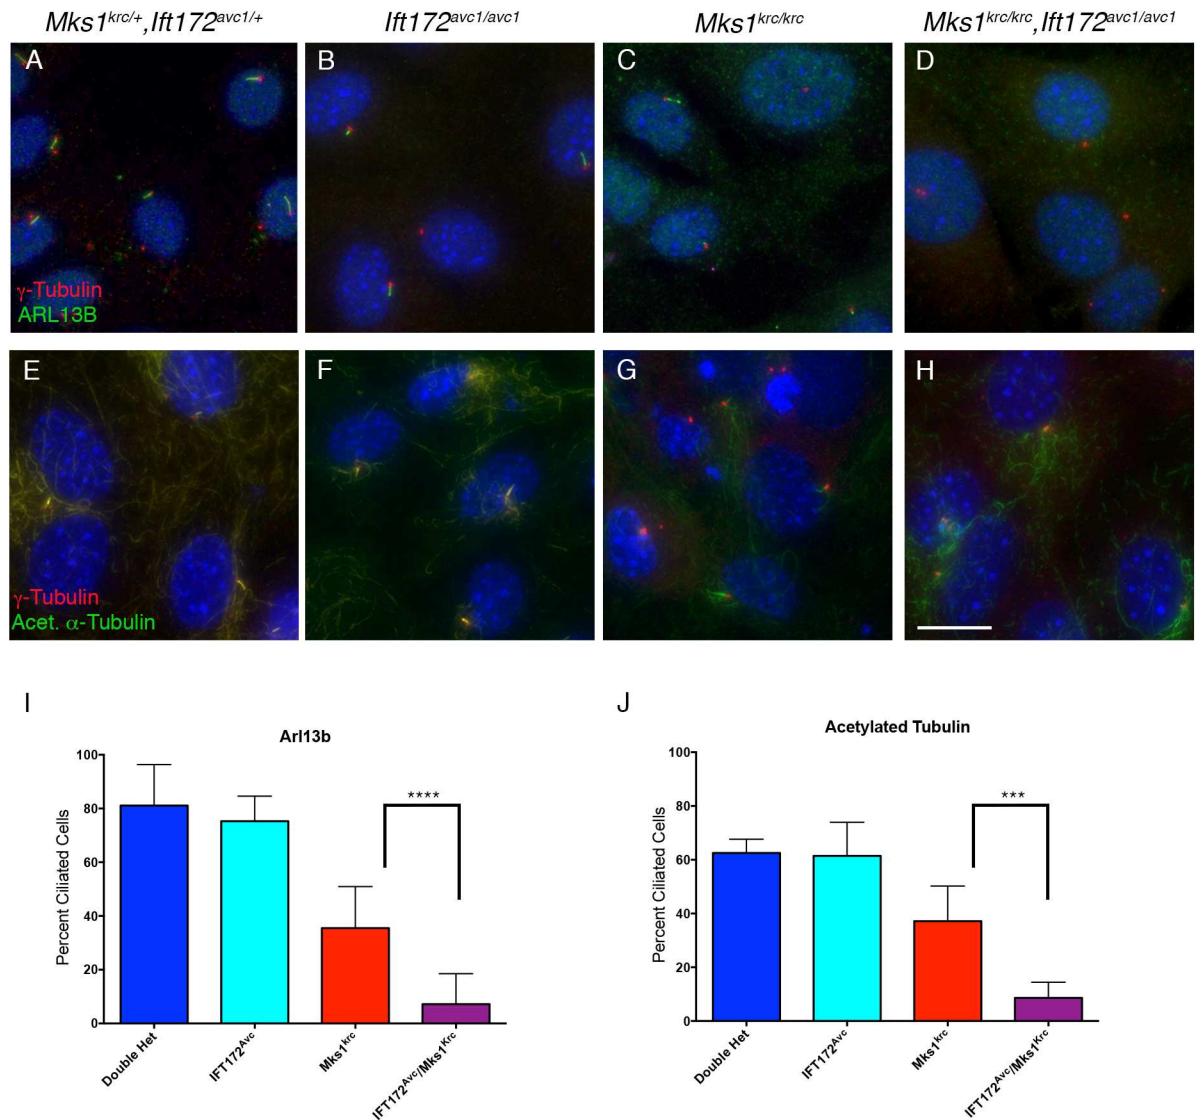 Mks1krc/+,Ift172avc1/+
Ift172avc1/avc1
Mks1krc/krc
Mks1krc/krc,Ift172avc1/avc1
A
B
C
D
γ-Tubulin
ARL13B
E
F
G
H
γ-Tubulin
Acet. α-Tubulin
I
J
Arl13b
Acetylated Tubulin
Percent Ciliated Cells
100
80
60
40
20
0
****
Double Het
IFT172Avc
Mks1krc
IFT172Avc/Mks1Krc
Percent Ciliated Cells
100
80
60
40
20
0
***
Double Het
IFT172Avc
Mks1krc
IFT172Avc/Mks1Krc